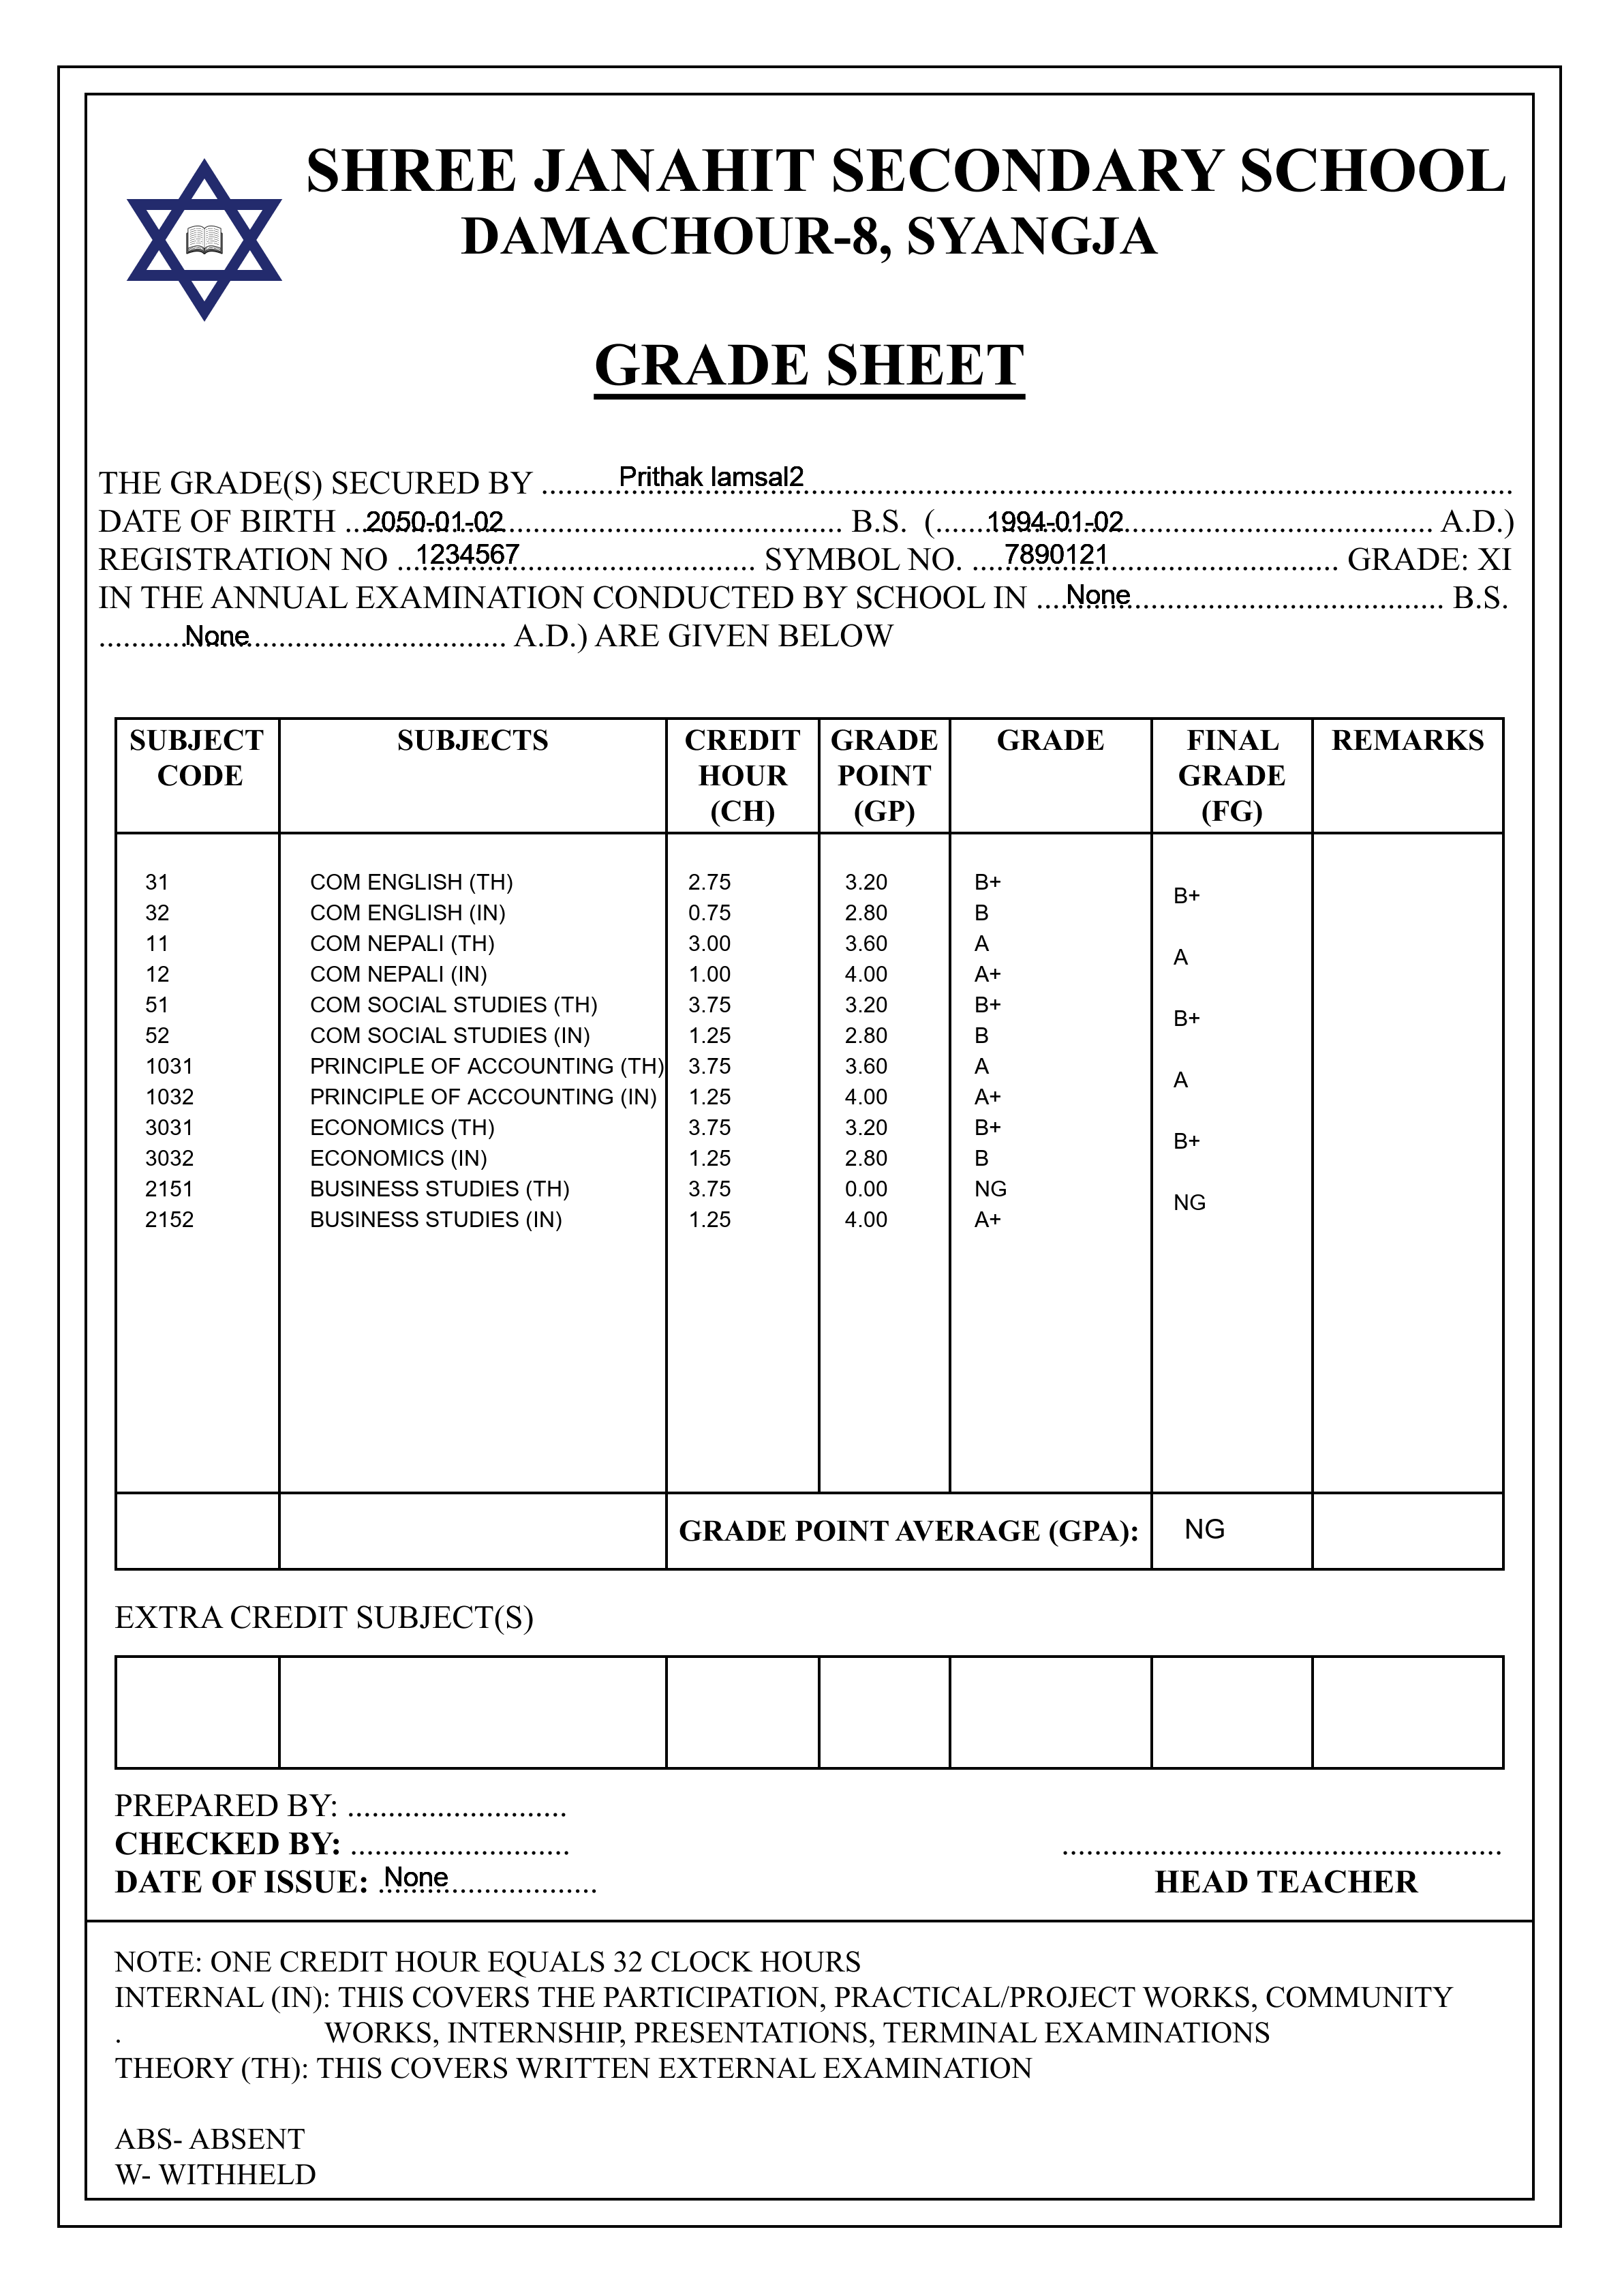 SHREE JANAHIT SECONDARY SCHOOL
DAMACHOUR-8, SYANGJA
GRADE SHEET
THE GRADE(S) SECURED BY ........Prithak lamsal2........
DATE OF BIRTH ...2050-01-02........ B.S. (......1994-01-02........ A.D.)
REGISTRATION NO ..1234567........ SYMBOL NO. ....7890121........ GRADE: XI
IN THE ANNUAL EXAMINATION CONDUCTED BY SCHOOL IN ....None........ B.S.
..........None........ A.D.) ARE GIVEN BELOW
SUBJECT CODE SUBJECTS CREDIT HOUR (CH) GRADE POINT (GP) GRADE FINAL GRADE (FG) REMARKS
31 COM ENGLISH (TH) 2.75 3.20 B+
B+
32 COM ENGLISH (IN) 0.75 2.80 B
11 COM NEPALI (TH) 3.00 3.60 A
A
12 COM NEPALI (IN) 1.00 4.00 A+
51 COM SOCIAL STUDIES (TH) 3.75 3.20 B+
B+
52 COM SOCIAL STUDIES (IN) 1.25 2.80 B
1031 PRINCIPLE OF ACCOUNTING (TH) 3.75 3.60 A
A
1032 PRINCIPLE OF ACCOUNTING (IN) 1.25 4.00 A+
3031 ECONOMICS (TH) 3.75 3.20 B+
B+
3032 ECONOMICS (IN) 1.25 2.80 B
2151 BUSINESS STUDIES (TH) 3.75 0.00 NG
NG
2152 BUSINESS STUDIES (IN) 1.25 4.00 A+
GRADE POINT AVERAGE (GPA): NG
EXTRA CREDIT SUBJECT(S)
PREPARED BY: ...........................
CHECKED BY: ...........................
DATE OF ISSUE: None...................
HEAD TEACHER
NOTE: ONE CREDIT HOUR EQUALS 32 CLOCK HOURS
INTERNAL (IN): THIS COVERS THE PARTICIPATION, PRACTICAL/PROJECT WORKS, COMMUNITY
. WORKS, INTERNSHIP, PRESENTATIONS, TERMINAL EXAMINATIONS
THEORY (TH): THIS COVERS WRITTEN EXTERNAL EXAMINATION
ABS- ABSENT
W- WITHHELD